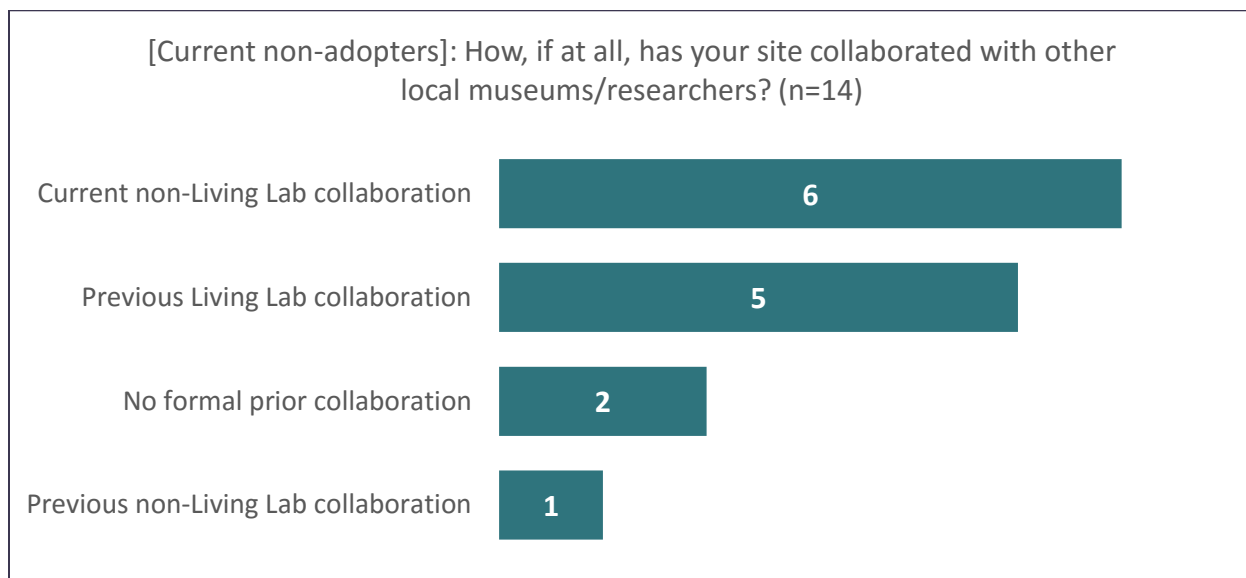 [Current non-adopters]: How, if at all, has your site collaborated with other
local museums/researchers? (n=14)
Current non-Living Lab collaboration
6
Previous Living Lab collaboration
5
No formal prior collaboration
2
Previous non-Living Lab collaboration
1